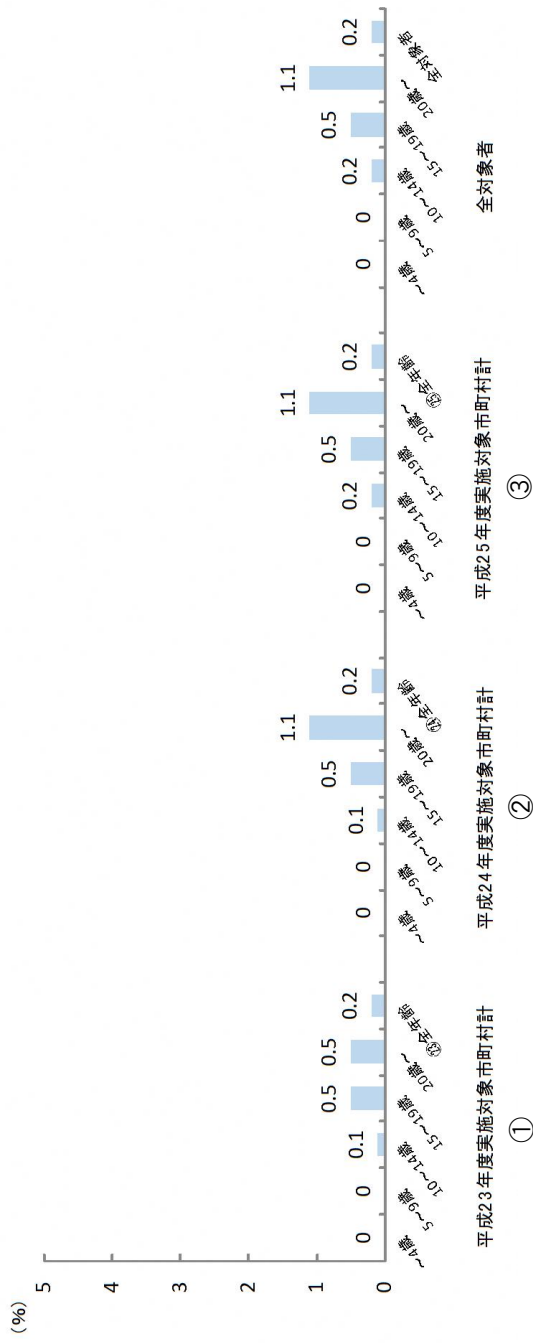 (%)
5
4
3
2
1
0
0 0 0.1 0.5 0.5 0.2
～4歳 5～9歳 10～14歳 15～19歳 20歳～ ㉓全年齢
平成23年度実施対象市町村計
①
0 0 0.1 0.5 1.1 0.2
～4歳 5～9歳 10～14歳 15～19歳 20歳～ ㉔全年齢
平成24年度実施対象市町村計
②
0 0 0.2 0.5 1.1 0.2
～4歳 5～9歳 10～14歳 15～19歳 20歳～ ㉕全年齢
平成25年度実施対象市町村計
③
0 0 0.2 0.5 1.1 0.2
～4歳 5～9歳 10～14歳 15～19歳 20歳～ 全対象者
全対象者